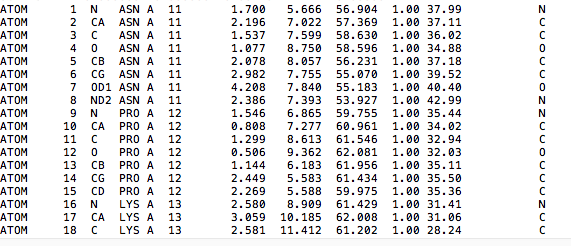 ATOM 1 N ASN A 11 1.700 5.666 56.904 1.00 37.99 N
ATOM 2 CA ASN A 11 2.196 7.022 57.369 1.00 37.11 C
ATOM 3 C ASN A 11 1.537 7.599 58.630 1.00 36.02 C
ATOM 4 O ASN A 11 1.077 8.750 58.596 1.00 34.88 O
ATOM 5 CB ASN A 11 2.078 8.057 56.231 1.00 37.18 C
ATOM 6 CG ASN A 11 2.982 7.755 55.070 1.00 39.52 C
ATOM 7 OD1 ASN A 11 4.208 7.840 55.183 1.00 40.40 O
ATOM 8 ND2 ASN A 11 2.386 7.393 53.927 1.00 42.99 N
ATOM 9 N PRO A 12 1.546 6.865 59.755 1.00 35.44 N
ATOM 10 CA PRO A 12 0.808 7.277 60.961 1.00 34.02 C
ATOM 11 C PRO A 12 1.299 8.613 61.546 1.00 32.94 C
ATOM 12 O PRO A 12 0.506 9.362 62.081 1.00 32.03 O
ATOM 13 CB PRO A 12 1.144 6.183 61.956 1.00 35.11 C
ATOM 14 CG PRO A 12 2.449 5.583 61.434 1.00 35.50 C
ATOM 15 CD PRO A 12 2.269 5.588 59.975 1.00 35.36 C
ATOM 16 N LYS A 13 2.580 8.909 61.429 1.00 31.41 N
ATOM 17 CA LYS A 13 3.059 10.185 62.008 1.00 31.06 C
ATOM 18 C LYS A 13 2.581 11.412 61.202 1.00 28.24 C